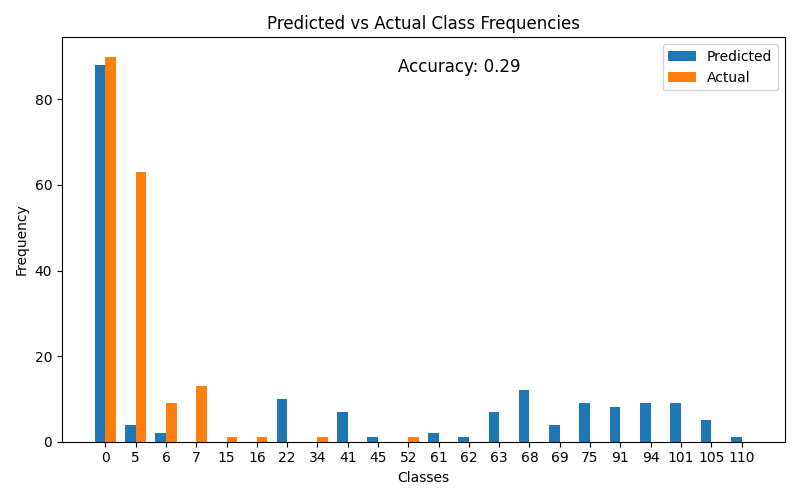 Predicted vs Actual Class Frequencies
Accuracy: 0.29
Predicted
Actual
Frequency
80
60
40
20
0
0 5 6 7 15 16 22 34 41 45 52 61 62 63 68 69 75 91 94 101 105 110
Classes